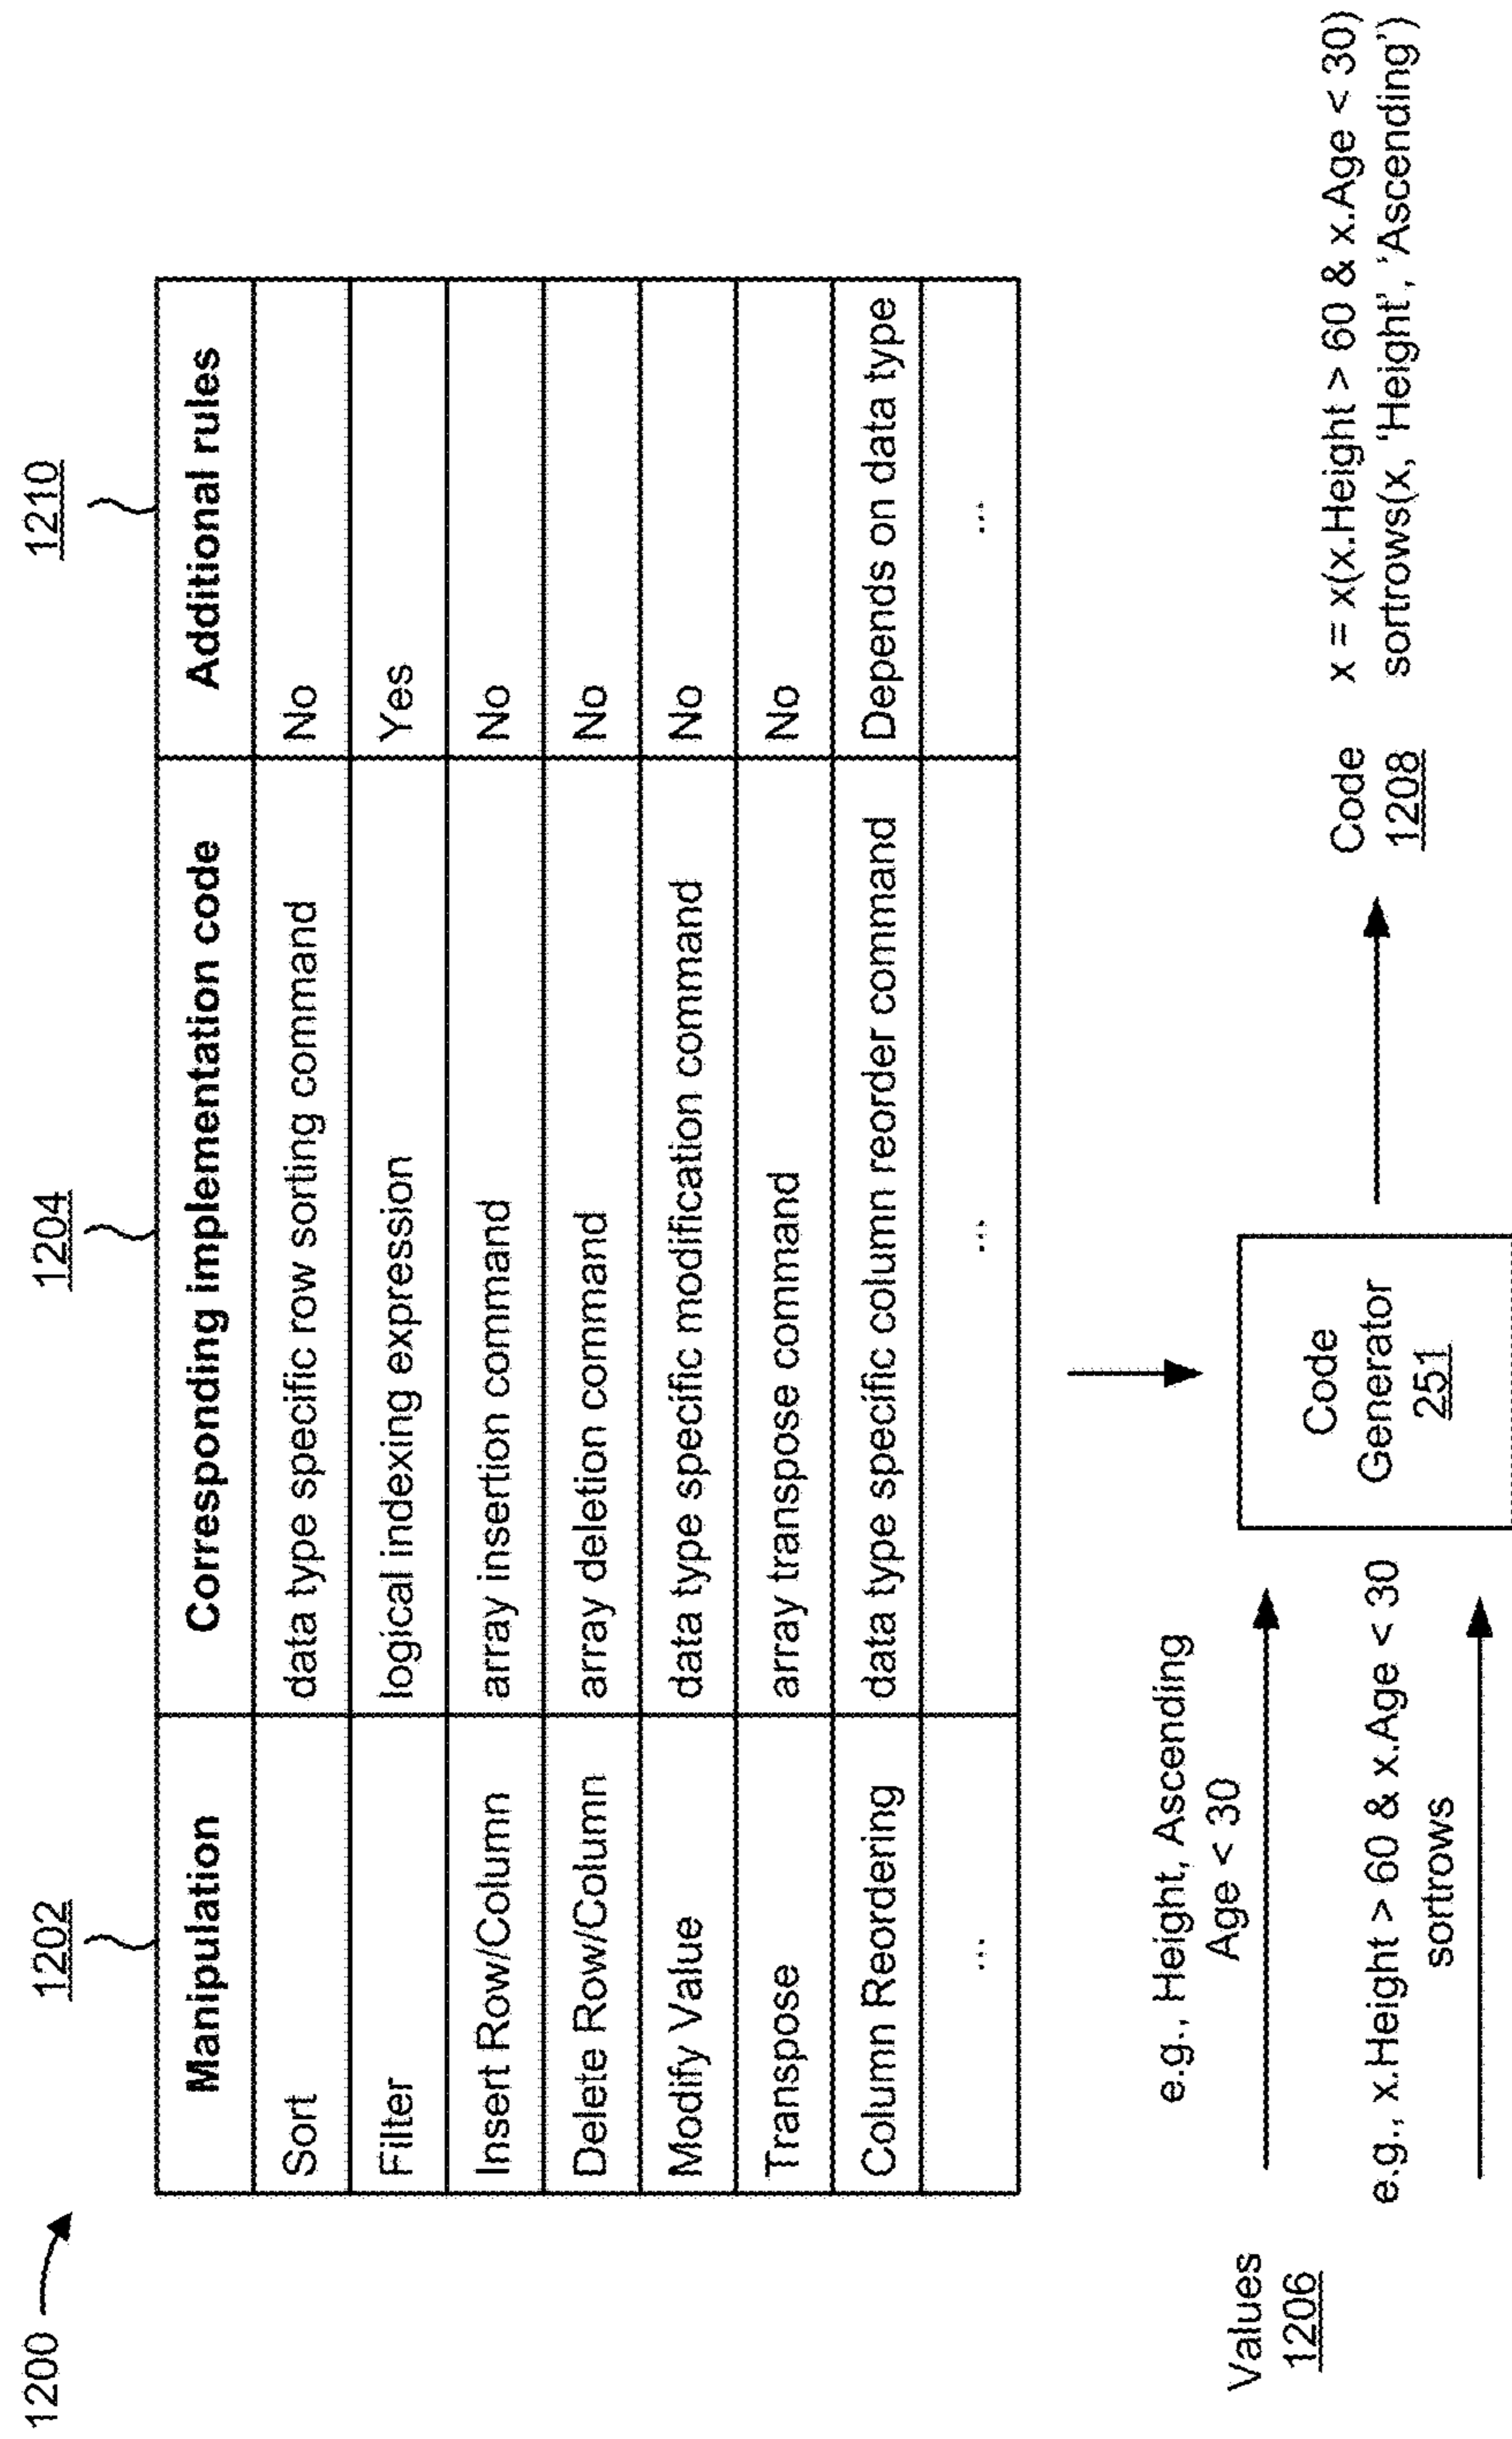 1200
1202
1204
1210
Manipulation
Corresponding implementation code
Additional rules
Sort
data type specific row sorting command
No
Filter
logical indexing expression
Yes
Insert Row/Column
array insertion command
No
Delete Row/Column
array deletion command
No
Modify Value
data type specific modification command
No
Transpose
array transpose command
No
Column Reordering
data type specific column reorder command
Depends on data type
...
...
...
Values
1206
e.g., Height, Ascending
Age < 30
e.g., x.Height > 60 & x.Age < 30
sortrows
Code
Generator
251
Code
1208
x = x(x.Height > 60 & x.Age < 30)
sortrows(x, ‘Height’, ‘Ascending’)